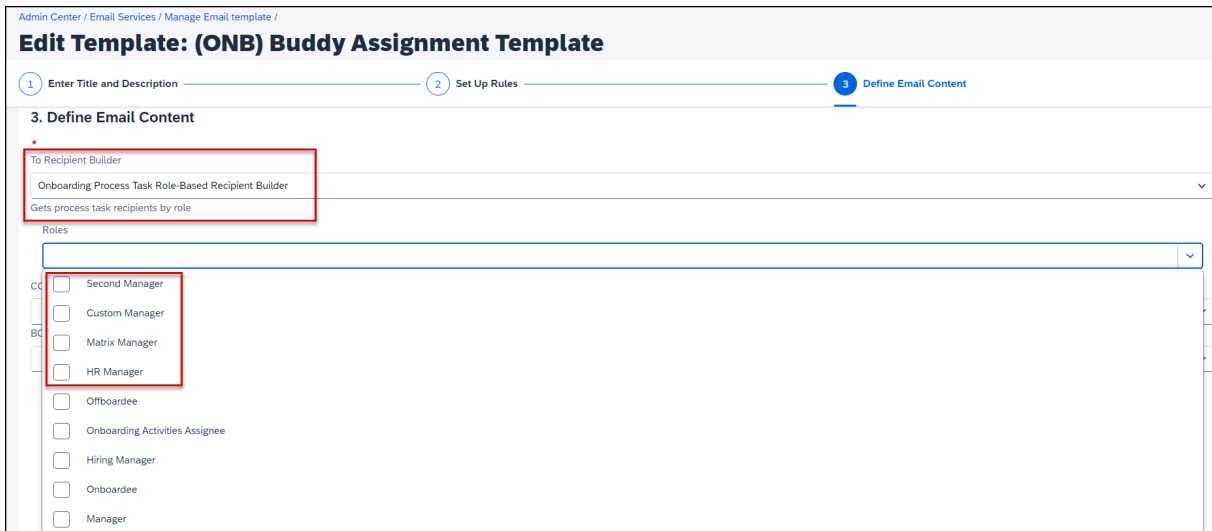 Admin Center / Email Services / Manage Email template /
Edit Template: (ONB) Buddy Assignment Template
1 Enter Title and Description 2 Set Up Rules 3 Define Email Content
3. Define Email Content
*
To Recipient Builder
Onboarding Process Task Role-Based Recipient Builder
Gets process task recipients by role
Roles
Second Manager
CC
Custom Manager
Matrix Manager
HR Manager
Offboardee
Onboarding Activities Assignee
Hiring Manager
Onboardee
Manager